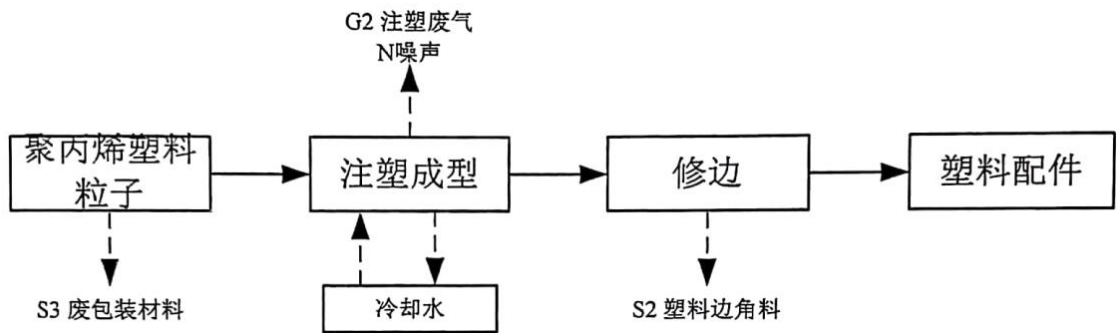 G2 注塑废气
N噪声
聚丙烯塑料
粒子
注塑成型
修边
塑料配件
S3 废包装材料
冷却水
S2 塑料边角料